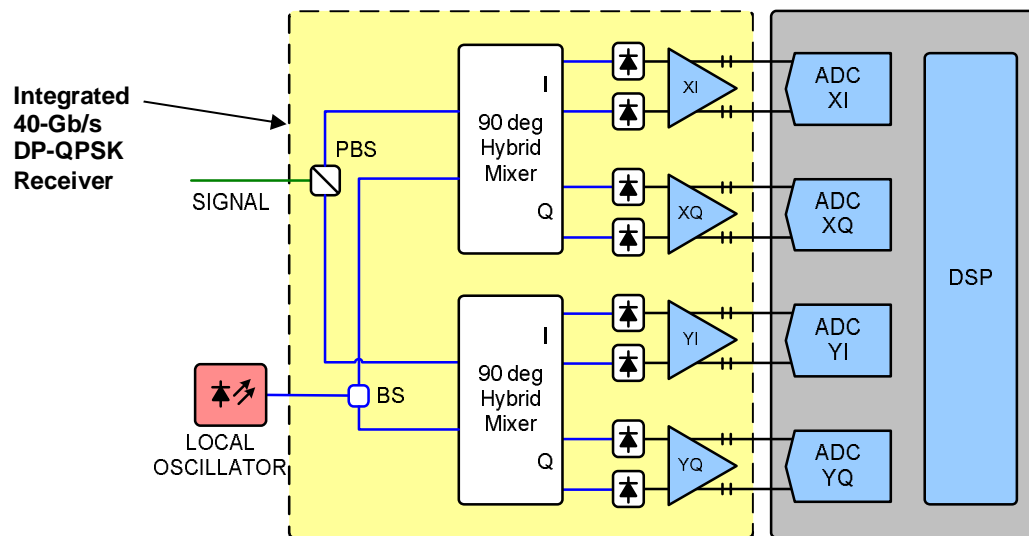 Integrated
40-Gb/s
DP-QPSK
Receiver
SIGNAL
PBS
LOCAL
OSCILLATOR
BS
I
90 deg
Hybrid
Mixer
Q
I
90 deg
Hybrid
Mixer
Q
XI
XQ
YI
YQ
ADC
XI
ADC
XQ
ADC
YI
ADC
YQ
DSP